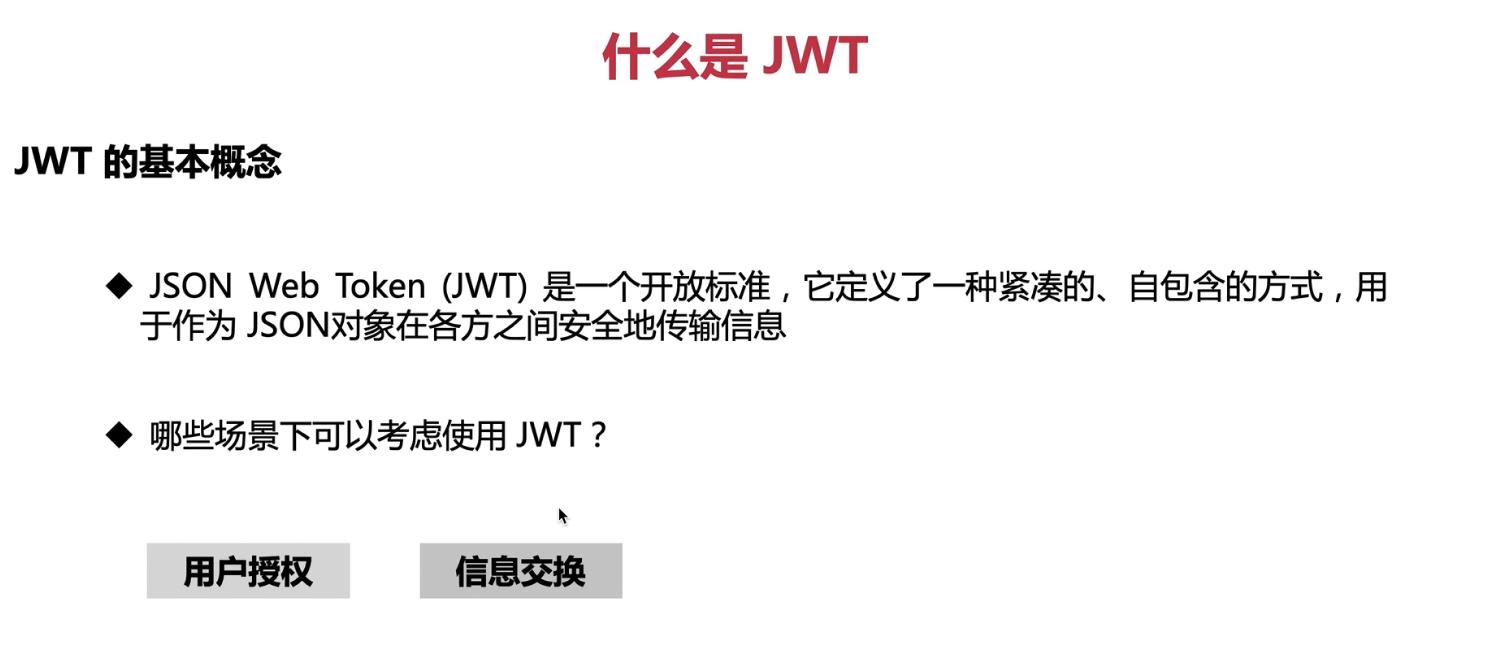 什么是 JWT
JWT 的基本概念
◆ JSON Web Token (JWT) 是一个开放标准，它定义了一种紧凑的、自包含的方式，用
于作为 JSON对象在各方之间安全地传输信息
◆ 哪些场景下可以考虑使用 JWT？
用户授权 信息交换